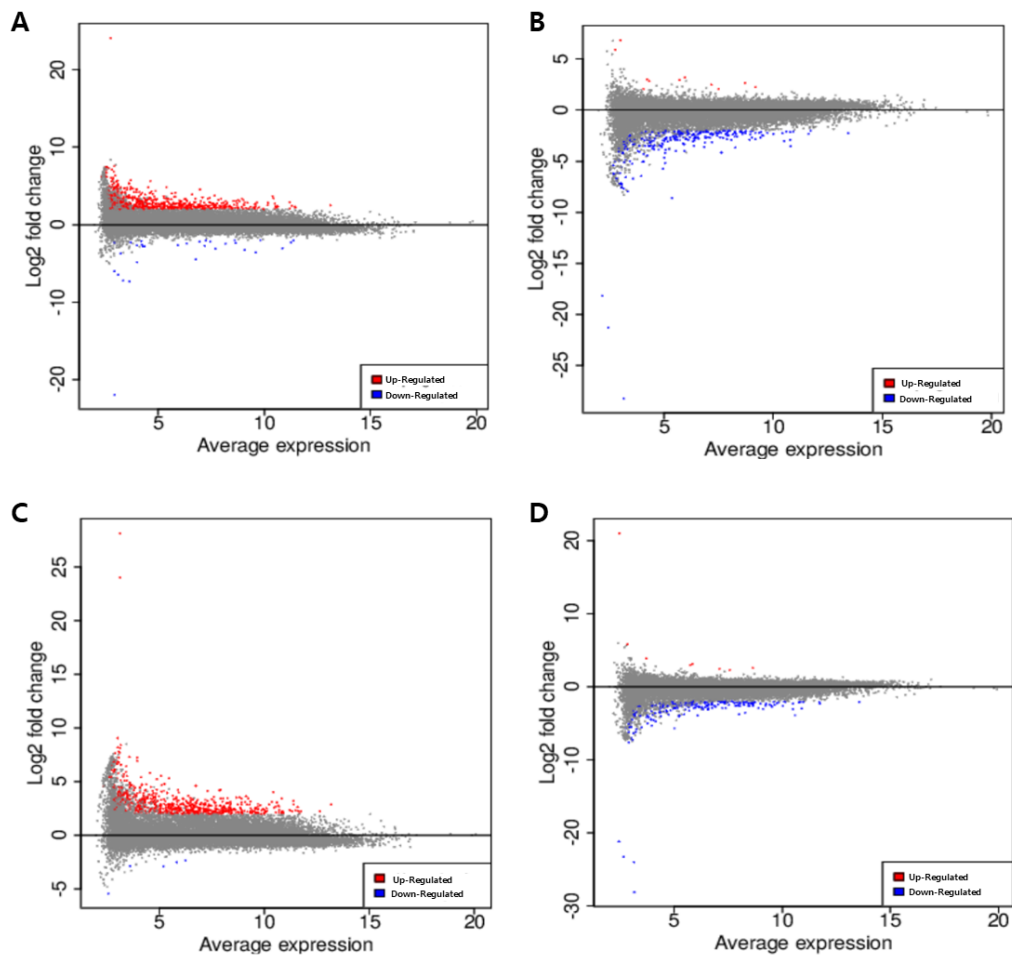 A
Log2 fold change
20
10
0
-10
-20
Up-Regulated
Down-Regulated
5
10
15
20
Average expression
B
Log2 fold change
5
0
-5
-10
-15
-20
-25
Up-Regulated
Down-Regulated
5
10
15
20
Average expression
C
Log2 fold change
25
20
15
10
5
0
-5
Up-Regulated
Down-Regulated
5
10
15
20
Average expression
D
Log2 fold change
20
10
0
-10
-20
-30
Up-Regulated
Down-Regulated
5
10
15
20
Average expression